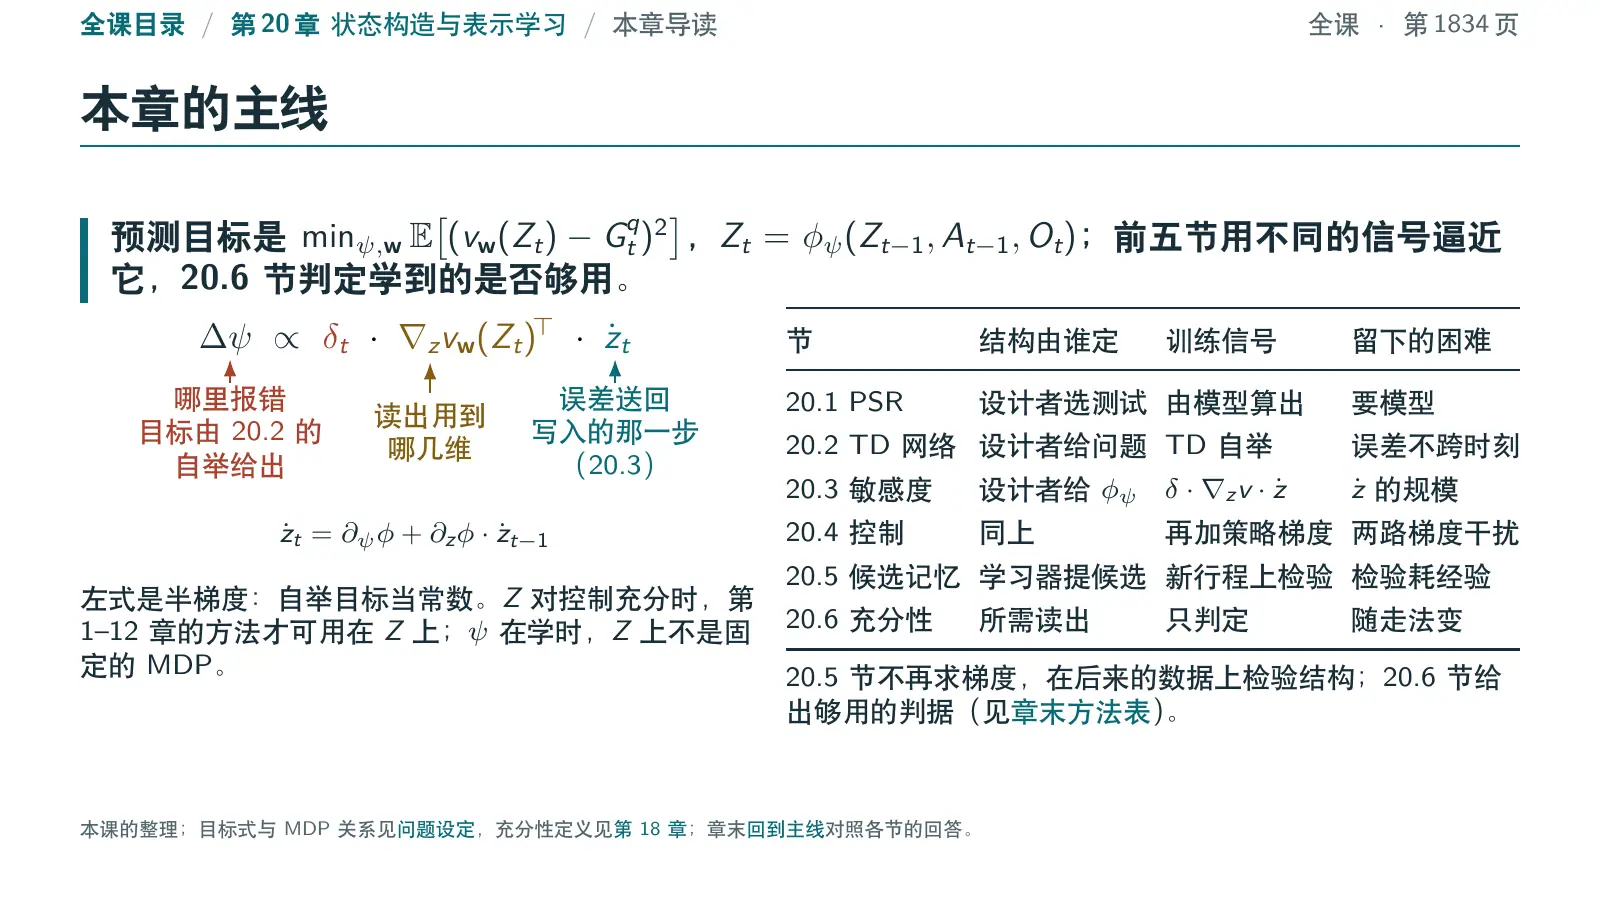 全课目录 / 第 20 章 状态构造与表示学习 / 本章导读
全课 · 第 1834 页
本章的主线
预测目标是 min_{ψ,w} 𝔼[(v_w(Z_t) − G_t^q)²]，Z_t = ϕ_ψ(Z_{t−1}, A_{t−1}, O_t)；前五节用不同的信号逼近
它，20.6 节判定学到的是否够用。
Δψ ∝ δ_t · ∇_z v_w(Z_t)^⊤ · ż_t
哪里报错
目标由 20.2 的
自举给出
读出用到
哪几维
误差送回
写入的那一步
（20.3）
ż_t = ∂_ψ ϕ + ∂_z ϕ · ż_{t−1}
左式是半梯度：自举目标当常数。Z 对控制充分时，第
1–12 章的方法才可用在 Z 上；ψ 在学时，Z 上不是固
定的 MDP。
节 结构由谁定 训练信号 留下的困难
20.1 PSR 设计者选测试 由模型算出 要模型
20.2 TD 网络 设计者给问题 TD 自举 误差不跨时刻
20.3 敏感度 设计者给 ϕ_ψ δ · ∇_z v · ż ż 的规模
20.4 控制 同上 再加策略梯度 两路梯度干扰
20.5 候选记忆 学习器提候选 新行程上检验 检验耗经验
20.6 充分性 所需读出 只判定 随走法变
20.5 节不再求梯度，在后来的数据上检验结构；20.6 节给
出够用的判据（见章末方法表）。
本课的整理；目标式与 MDP 关系见问题设定，充分性定义见第 18 章；章末回到主线对照各节的回答。